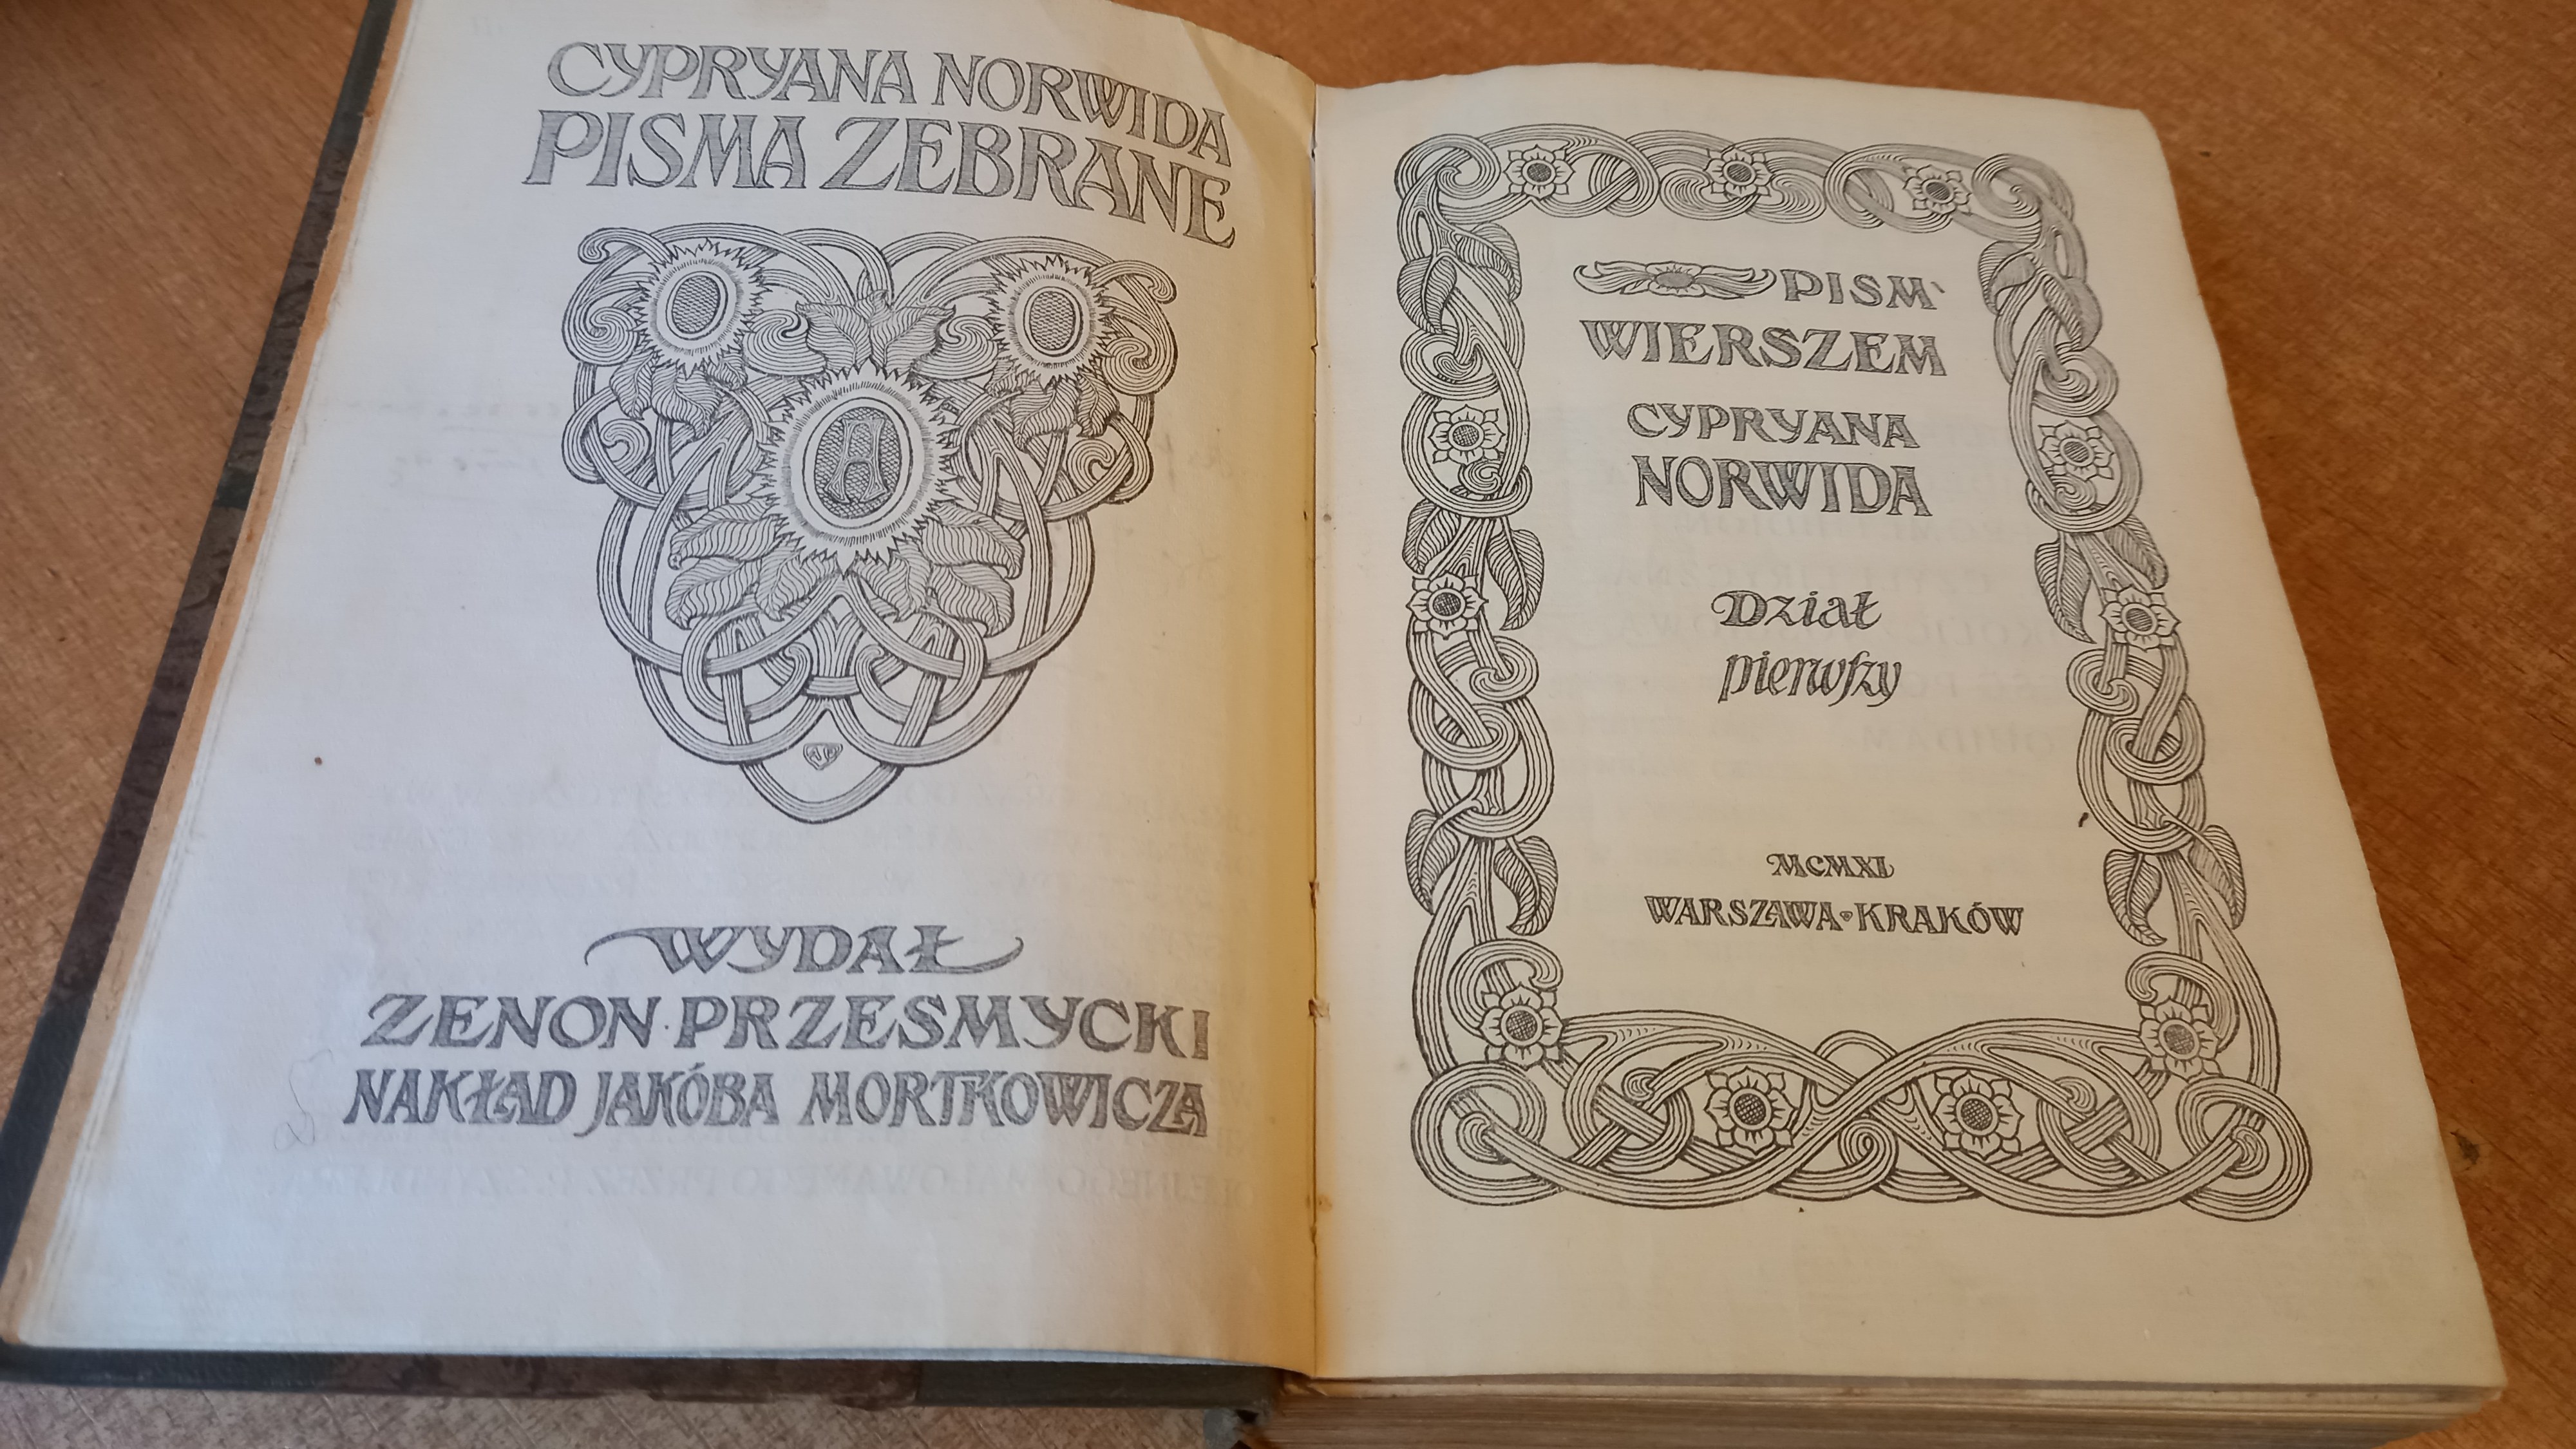 CYPRYANA NORWIDA
PISMA ZEBRANE
A
WYDAŁ
ZENON·PRZESMYCKI
NAKŁAD JAKÓBA MORTKOWICZA
PISM
WIERSZEM
CYPRYANA
NORWIDA
Dział
pierwſzy
MCMXI
WARSZAWA·KRAKÓW